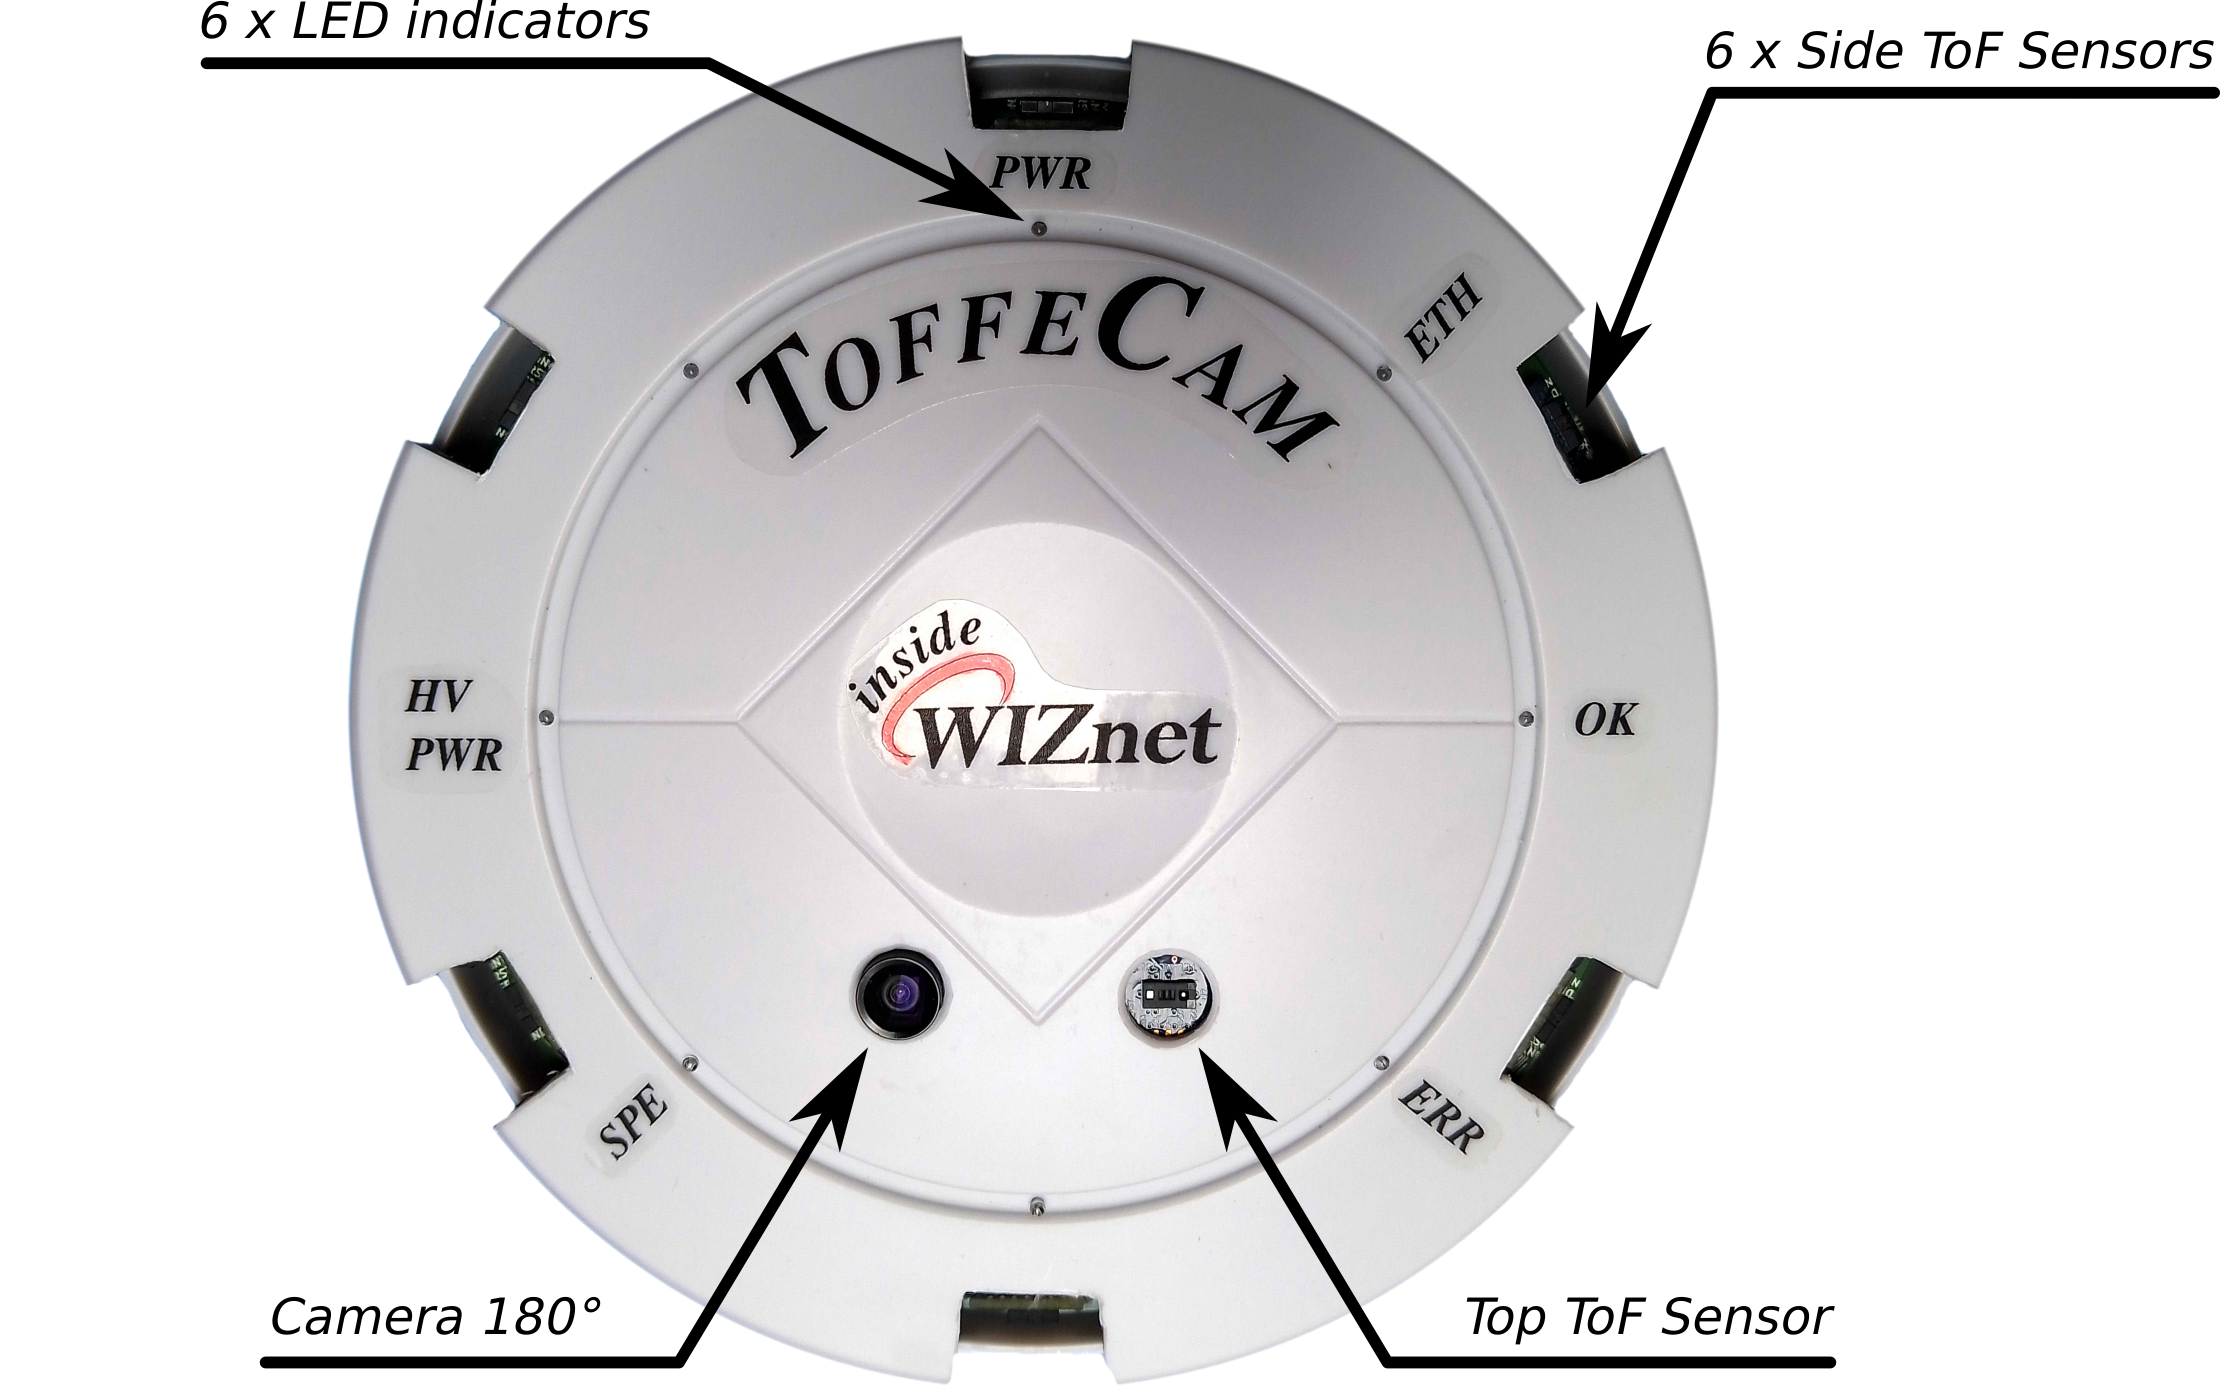 6 x LED indicators
6 x Side ToF Sensors
PWR
ETH
TOFFECAM
inside
WIZnet
HV
PWR
OK
SPE
ERR
Camera 180°
Top ToF Sensor